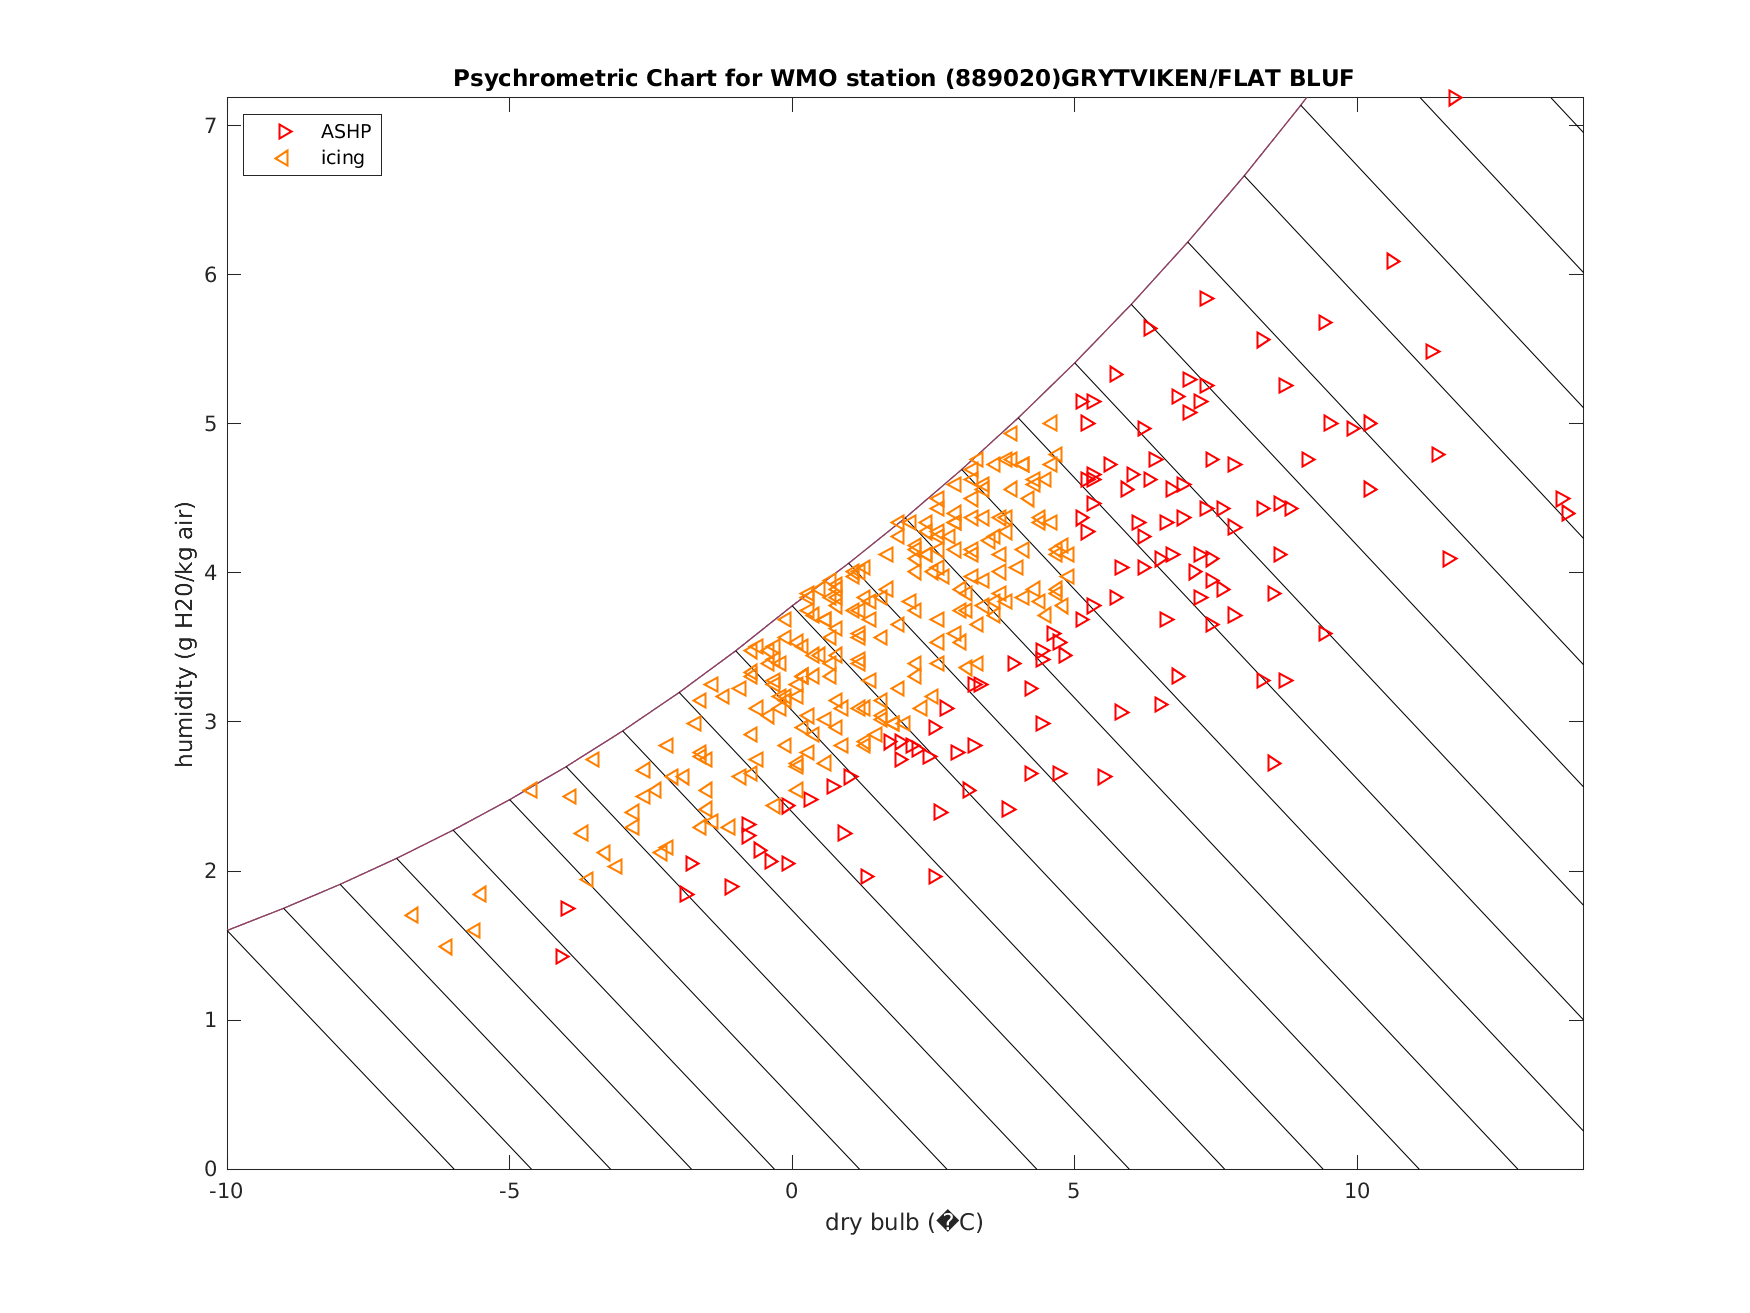 Psychrometric Chart for WMO station (889020)GRYTVIKEN/FLAT BLUF
ASHP
icing
7
6
5
4
3
2
1
0
humidity (g H20/kg air)
-10
-5
0
5
10
dry bulb (�C)